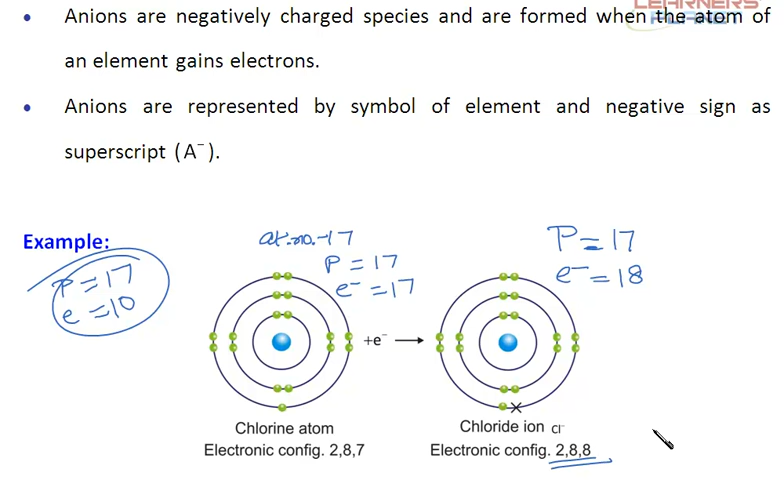 LEARNERS
PLANET
• Anions are negatively charged species and are formed when the atom of
an element gains electrons.
• Anions are represented by symbol of element and negative sign as
superscript (A⁻).
Example:
P = 17
e = 10
at.no.-17
P = 17
e⁻ = 17
P = 17
e⁻ = 18
+e⁻
Chlorine atom
Electronic config. 2,8,7
Chloride ion Cl⁻
Electronic config. 2,8,8